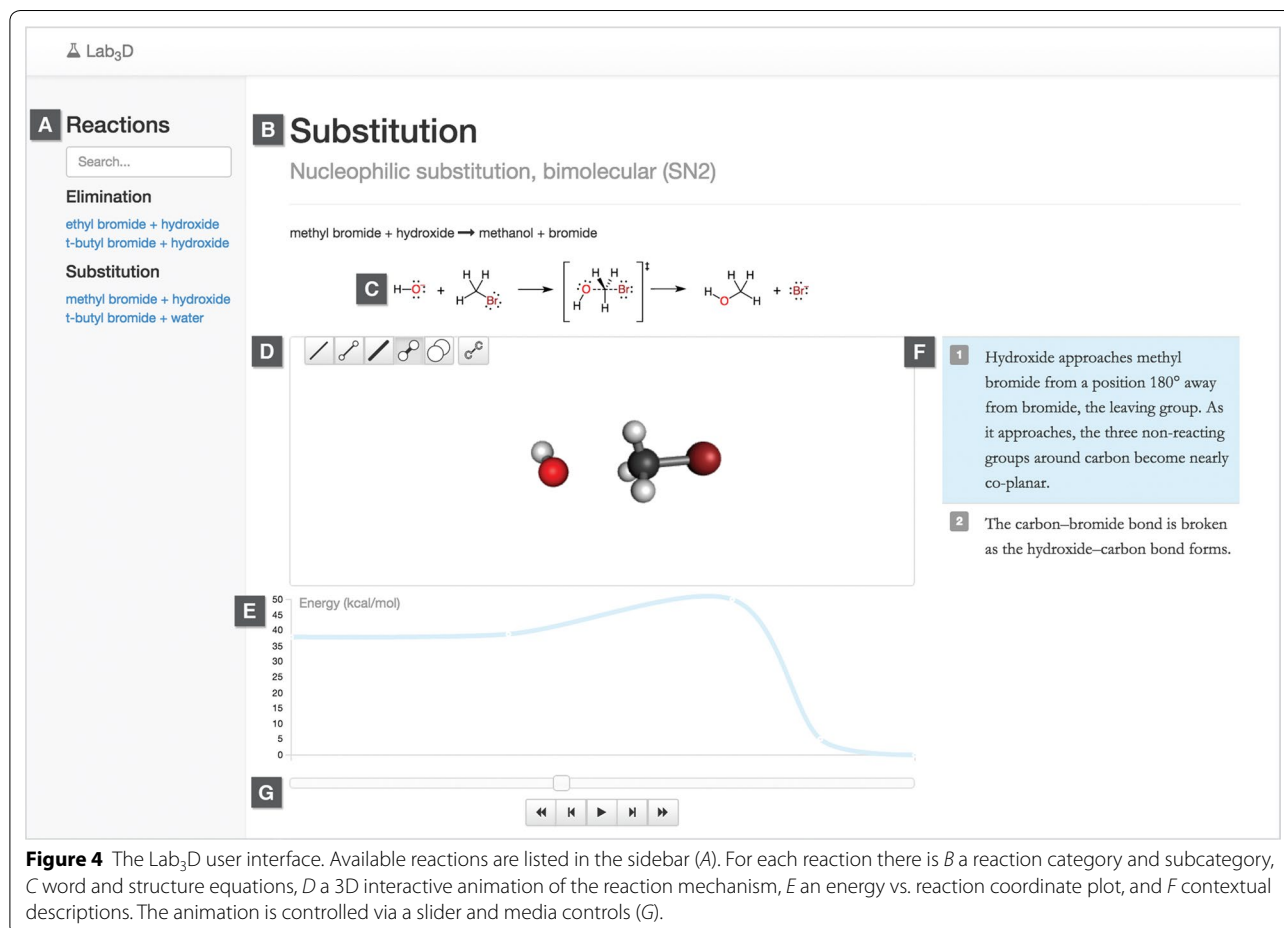 Lab3D
A Reactions
Search...
Elimination
ethyl bromide + hydroxide
t-butyl bromide + hydroxide
Substitution
methyl bromide + hydroxide
t-butyl bromide + water
B Substitution
Nucleophilic substitution, bimolecular (SN2)
methyl bromide + hydroxide ⟶ methanol + bromide
C H–O:⁻ + H H H Br: ⟶ [:O---Br: H H H H]‡ ⟶ H O H H H + :Br:⁻
D
F
1 Hydroxide approaches methyl
bromide from a position 180° away
from bromide, the leaving group. As
it approaches, the three non-reacting
groups around carbon become nearly
co-planar.
2 The carbon–bromide bond is broken
as the hydroxide–carbon bond forms.
E
Energy (kcal/mol)
50
45
40
35
30
25
20
15
10
5
0
G
Figure 4 The Lab3D user interface. Available reactions are listed in the sidebar (A). For each reaction there is B a reaction category and subcategory,
C word and structure equations, D a 3D interactive animation of the reaction mechanism, E an energy vs. reaction coordinate plot, and F contextual
descriptions. The animation is controlled via a slider and media controls (G).